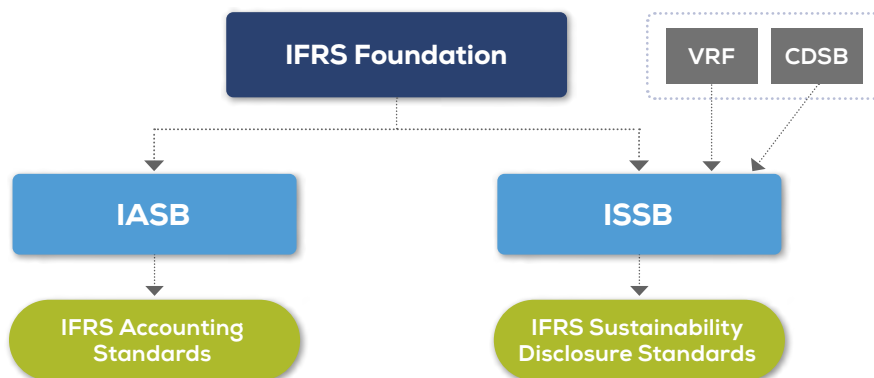 IFRS Foundation
VRF
CDSB
IASB
ISSB
IFRS Accounting
Standards
IFRS Sustainability
Disclosure Standards